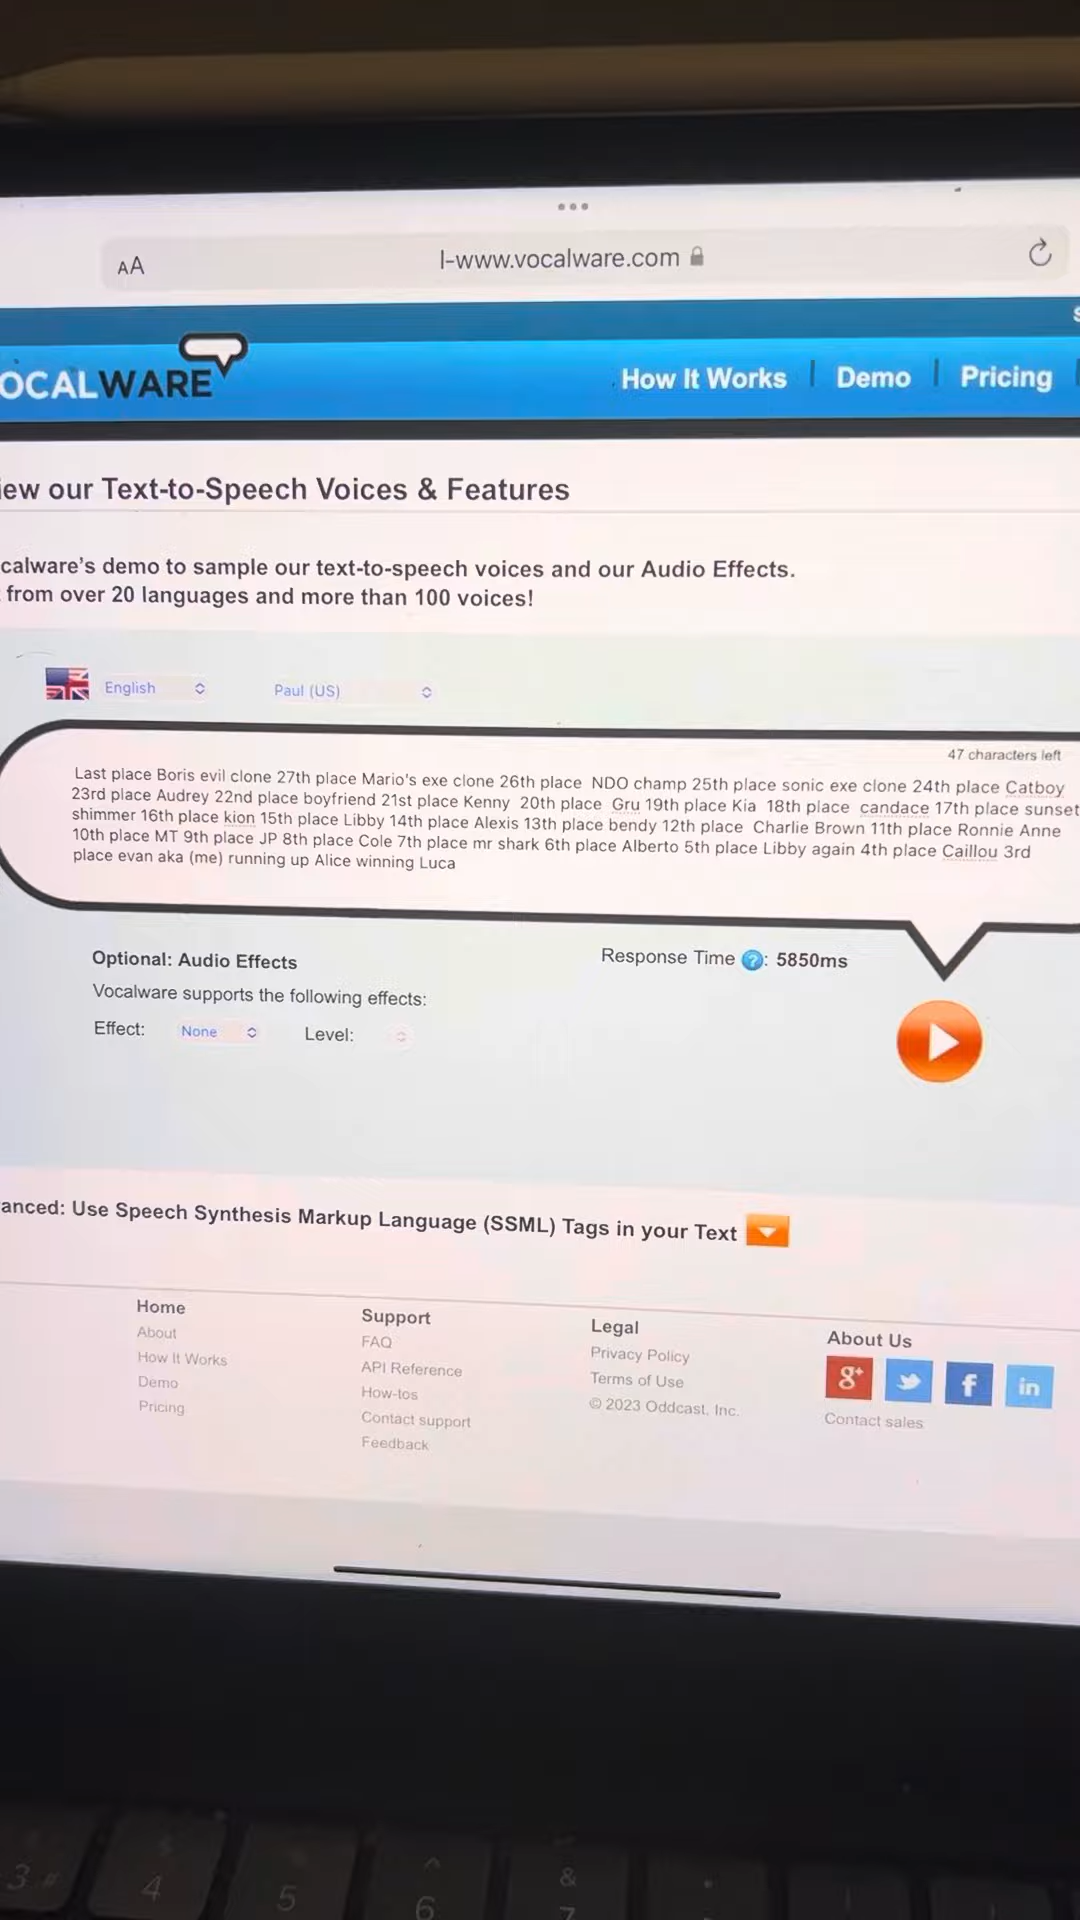 AA
l-www.vocalware.com
OCALWARE
How It Works
Demo
Pricing
iew our Text-to-Speech Voices & Features
calware's demo to sample our text-to-speech voices and our Audio Effects.
from over 20 languages and more than 100 voices!
English
Paul (US)
47 characters left
Last place Boris evil clone 27th place Mario's exe clone 26th place NDO champ 25th place sonic exe clone 24th place Catboy
23rd place Audrey 22nd place boyfriend 21st place Kenny 20th place Gru 19th place Kia 18th place candace 17th place sunset
shimmer 16th place kion 15th place Libby 14th place Alexis 13th place bendy 12th place Charlie Brown 11th place Ronnie Anne
10th place MT 9th place JP 8th place Cole 7th place mr shark 6th place Alberto 5th place Libby again 4th place Caillou 3rd
place evan aka (me) running up Alice winning Luca
Optional: Audio Effects
Response Time ?: 5850ms
Vocalware supports the following effects:
Effect: None Level:
anced: Use Speech Synthesis Markup Language (SSML) Tags in your Text
Home
About
How It Works
Demo
Pricing
Support
FAQ
API Reference
How-tos
Contact support
Feedback
Legal
Privacy Policy
Terms of Use
© 2023 Oddcast, Inc.
About Us
g+
f
in
Contact sales
3 #
4
5
^
6
&
7